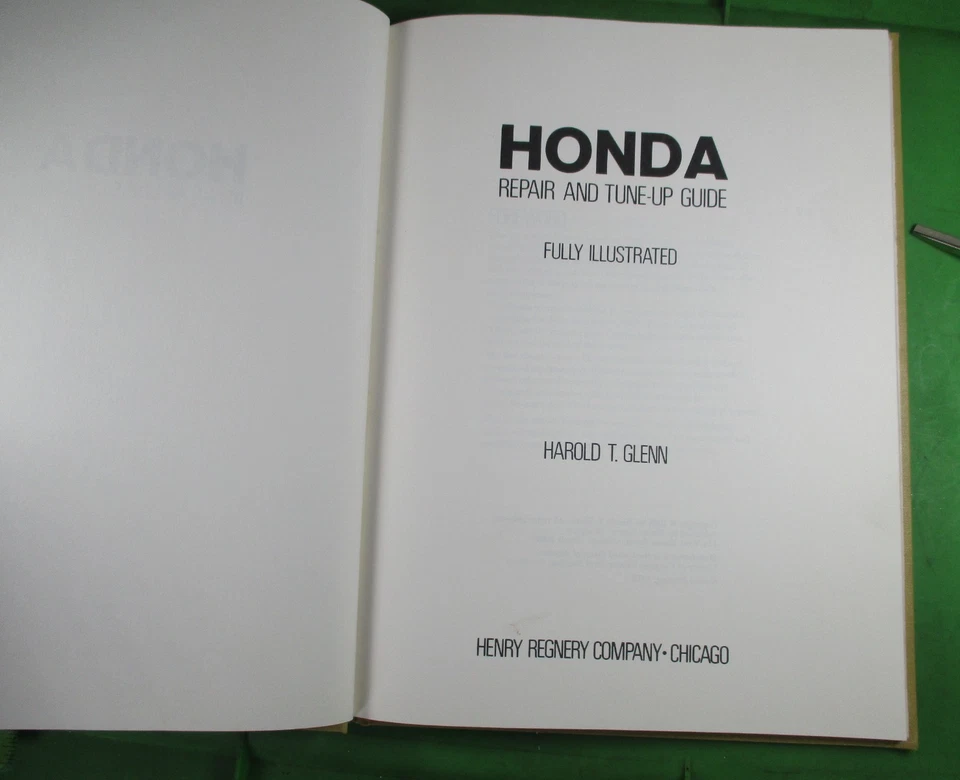 HONDA
REPAIR AND TUNE-UP GUIDE
FULLY ILLUSTRATED
HAROLD T. GLENN
HENRY REGNERY COMPANY • CHICAGO